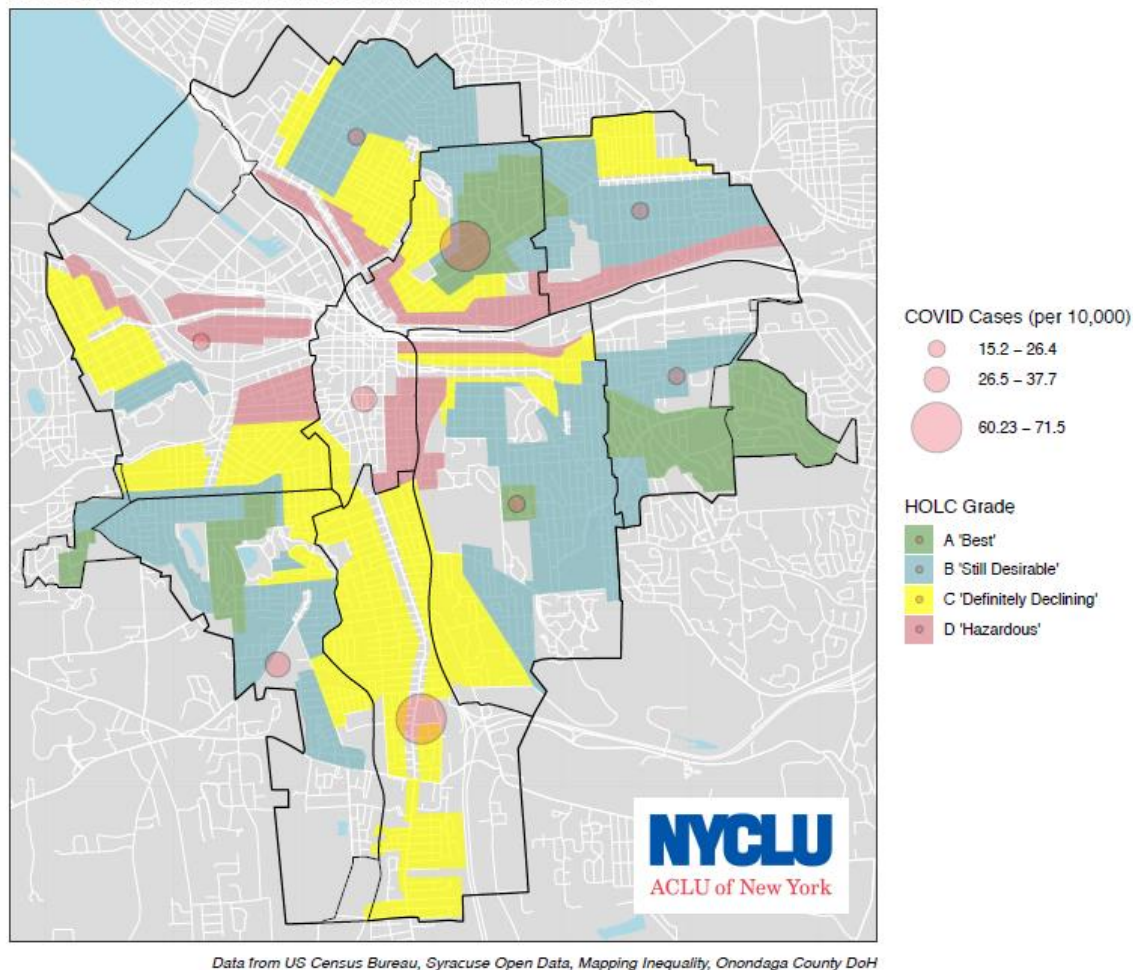 COVID Cases (per 10,000)
15.2 – 26.4
26.5 – 37.7
60.23 – 71.5
HOLC Grade
A 'Best'
B 'Still Desirable'
C 'Definitely Declining'
D 'Hazardous'
NYCLU
ACLU of New York
Data from US Census Bureau, Syracuse Open Data, Mapping Inequality, Onondaga County DoH